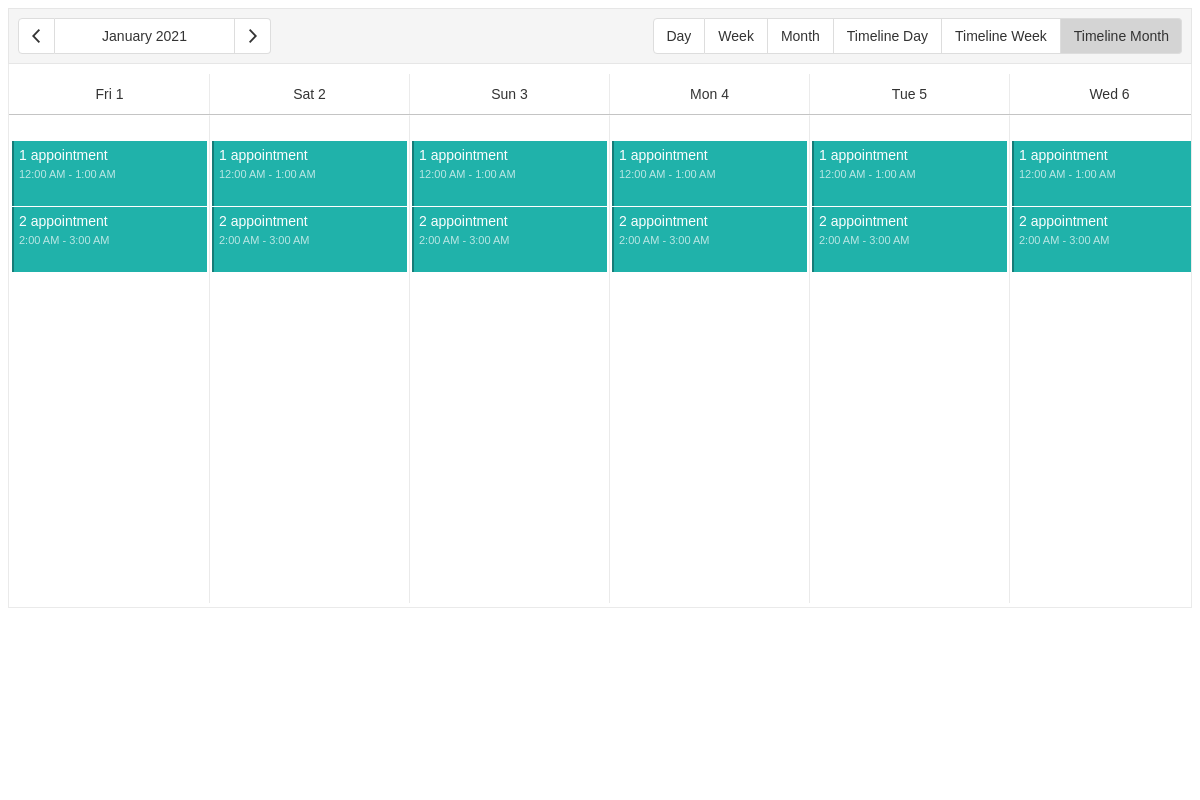 January 2021
Day Week Month Timeline Day Timeline Week Timeline Month
Fri 1 Sat 2 Sun 3 Mon 4 Tue 5 Wed 6
1 appointment 1 appointment 1 appointment 1 appointment 1 appointment 1 appointment
12:00 AM - 1:00 AM 12:00 AM - 1:00 AM 12:00 AM - 1:00 AM 12:00 AM - 1:00 AM 12:00 AM - 1:00 AM 12:00 AM - 1:00 AM
2 appointment 2 appointment 2 appointment 2 appointment 2 appointment 2 appointment
2:00 AM - 3:00 AM 2:00 AM - 3:00 AM 2:00 AM - 3:00 AM 2:00 AM - 3:00 AM 2:00 AM - 3:00 AM 2:00 AM - 3:00 AM